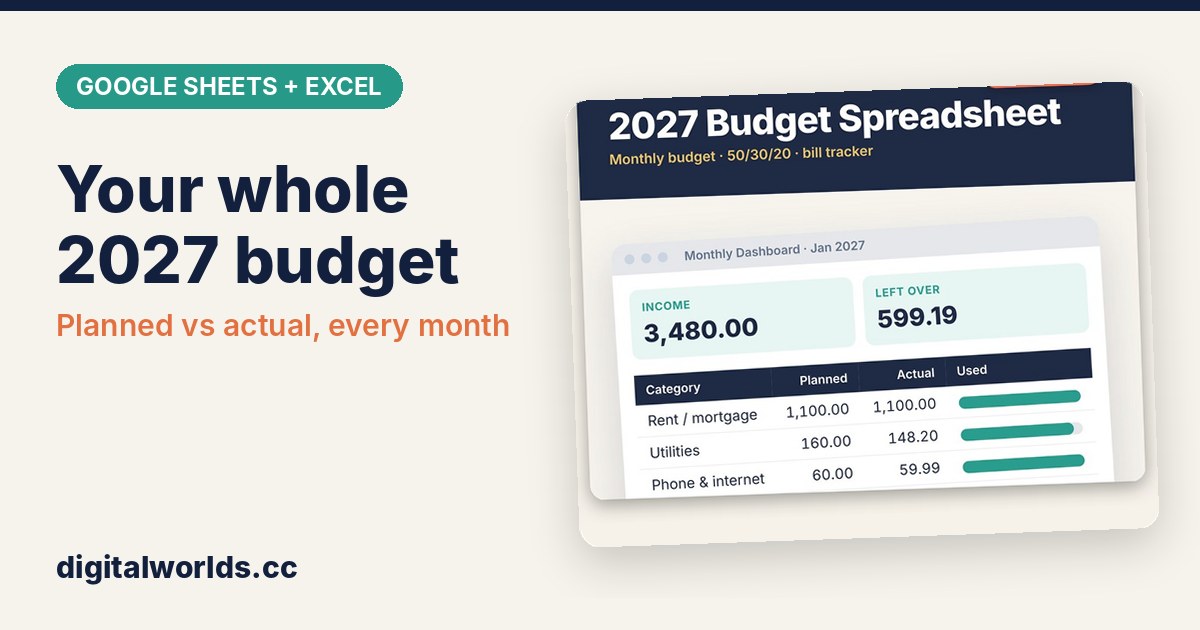 GOOGLE SHEETS + EXCEL
Your whole
2027 budget
Planned vs actual, every month
digitalworlds.cc
2027 Budget Spreadsheet
Monthly budget · 50/30/20 · bill tracker
Monthly Dashboard · Jan 2027
INCOME
3,480.00
LEFT OVER
599.19
Category Planned Actual Used
Rent / mortgage 1,100.00 1,100.00
Utilities 160.00 148.20
Phone & internet 60.00 59.99